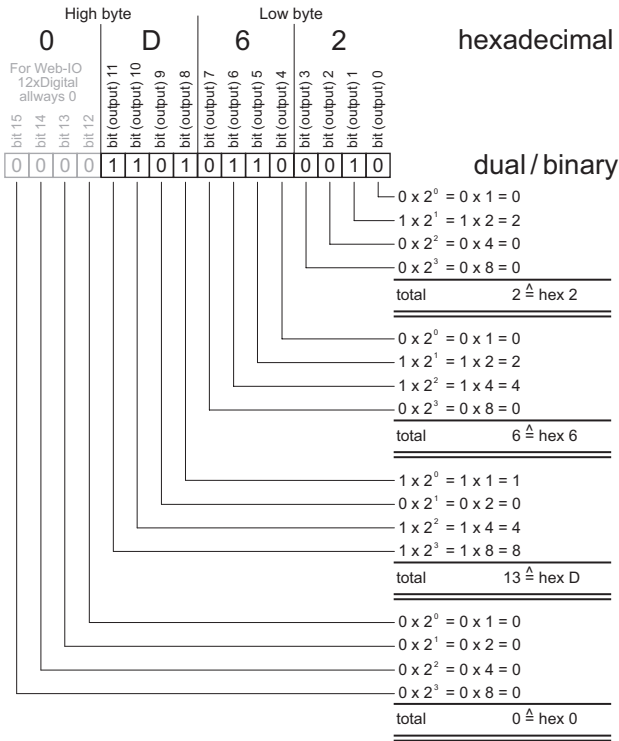 High byte Low byte
0 D 6 2 hexadecimal
For Web-IO
12xDigital
allways 0
bit 15 bit 14 bit 13 bit 12 bit (output) 11 bit (output) 10 bit (output) 9 bit (output) 8 bit (output) 7 bit (output) 6 bit (output) 5 bit (output) 4 bit (output) 3 bit (output) 2 bit (output) 1 bit (output) 0
0 0 0 0 1 1 0 1 0 1 1 0 0 0 1 0 dual / binary
0 x 2⁰ = 0 x 1 = 0
1 x 2¹ = 1 x 2 = 2
0 x 2² = 0 x 4 = 0
0 x 2³ = 0 x 8 = 0
total 2 ≙ hex 2
0 x 2⁰ = 0 x 1 = 0
1 x 2¹ = 1 x 2 = 2
1 x 2² = 1 x 4 = 4
0 x 2³ = 0 x 8 = 0
total 6 ≙ hex 6
1 x 2⁰ = 1 x 1 = 1
0 x 2¹ = 0 x 2 = 0
1 x 2² = 1 x 4 = 4
1 x 2³ = 1 x 8 = 8
total 13 ≙ hex D
0 x 2⁰ = 0 x 1 = 0
0 x 2¹ = 0 x 2 = 0
0 x 2² = 0 x 4 = 0
0 x 2³ = 0 x 8 = 0
total 0 ≙ hex 0